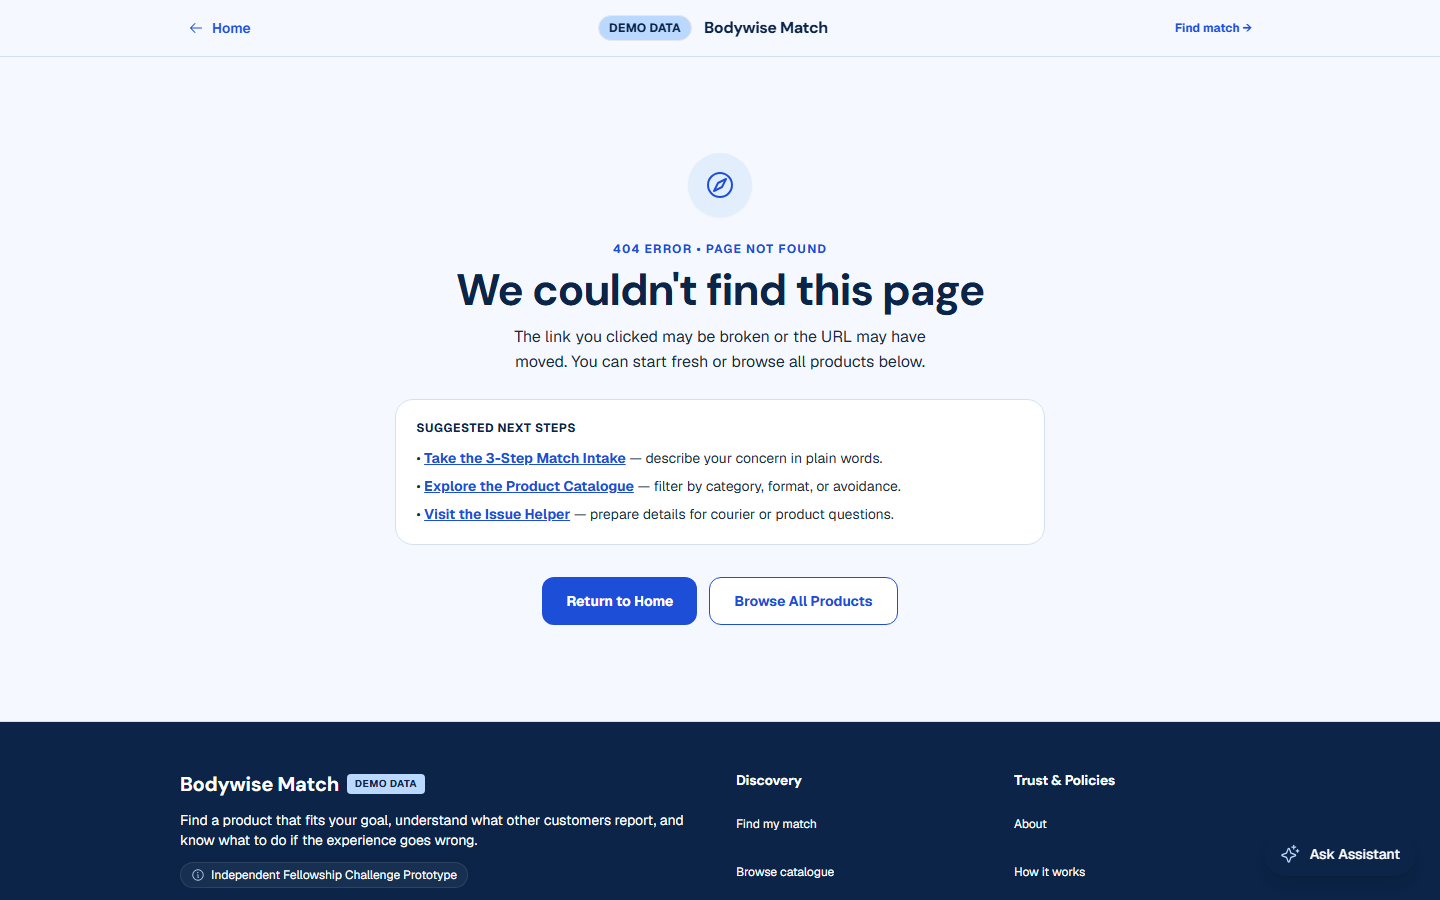 Home
DEMO DATA Bodywise Match
Find match →
404 ERROR • PAGE NOT FOUND
We couldn't find this page
The link you clicked may be broken or the URL may have
moved. You can start fresh or browse all products below.
SUGGESTED NEXT STEPS
• Take the 3-Step Match Intake — describe your concern in plain words.
• Explore the Product Catalogue — filter by category, format, or avoidance.
• Visit the Issue Helper — prepare details for courier or product questions.
Return to Home
Browse All Products
Bodywise Match DEMO DATA
Find a product that fits your goal, understand what other customers report, and
know what to do if the experience goes wrong.
Independent Fellowship Challenge Prototype
Discovery
Find my match
Browse catalogue
Trust & Policies
About
How it works
Ask Assistant